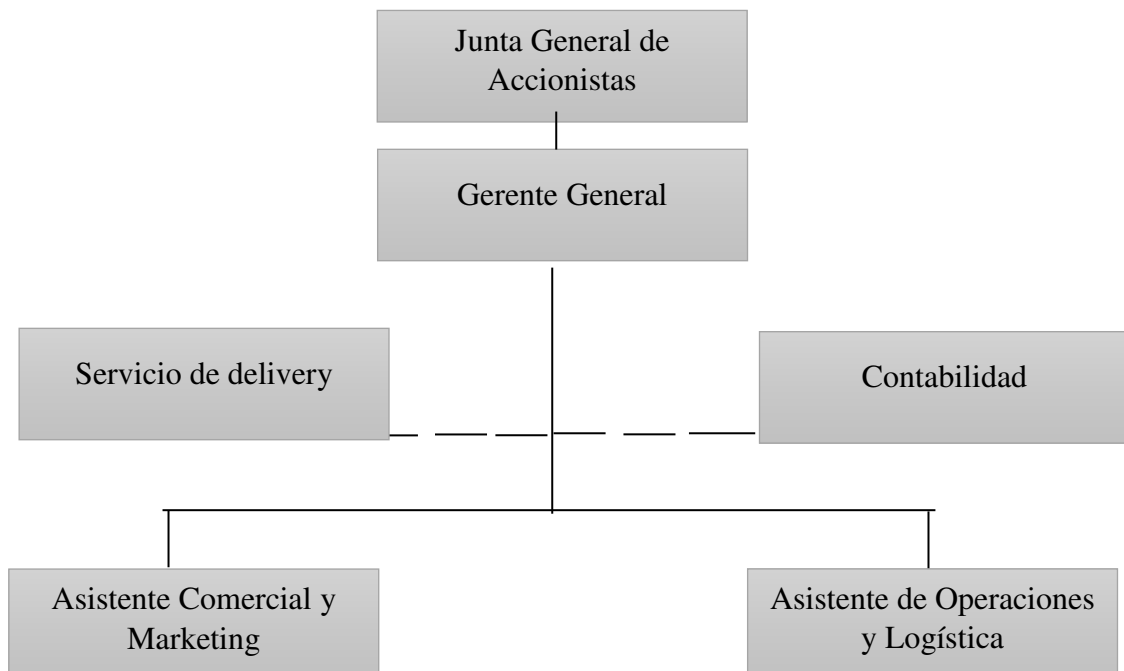 Junta General de
Accionistas
Gerente General
Servicio de delivery
Contabilidad
Asistente Comercial y
Marketing
Asistente de Operaciones
y Logística